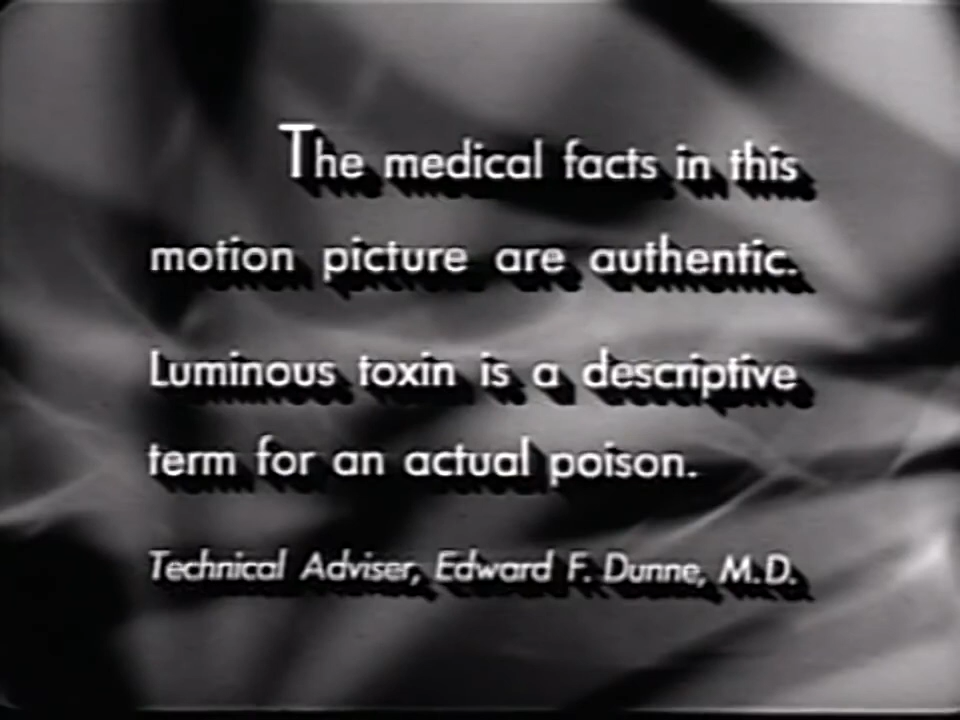 The medical facts in this
motion picture are authentic.
Luminous toxin is a descriptive
term for an actual poison.
Technical Adviser, Edward F. Dunne, M.D.